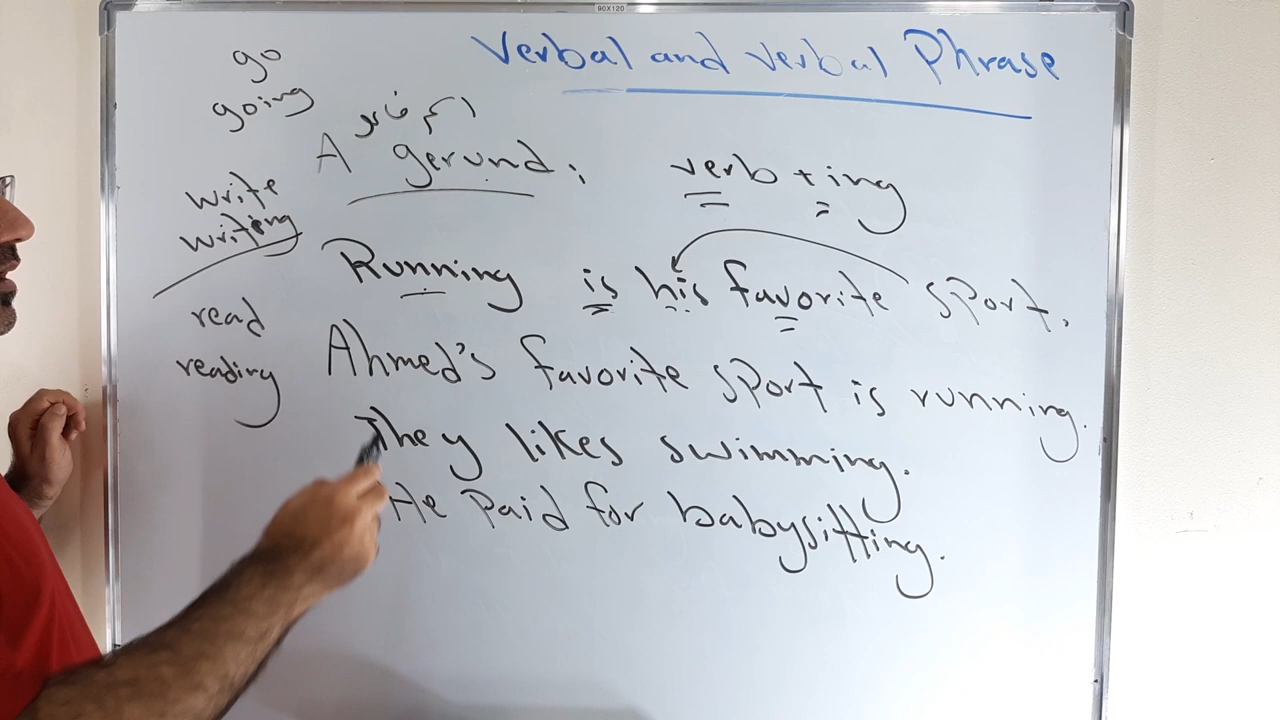 90X120
Verbal and verbal Phrase
go
going
A gerund:
verb + ing
write
writing
Running is his favorite sport.
read
reading
Ahmed's favorite sport is running.
They likes swimming.
He Paid for babysitting.